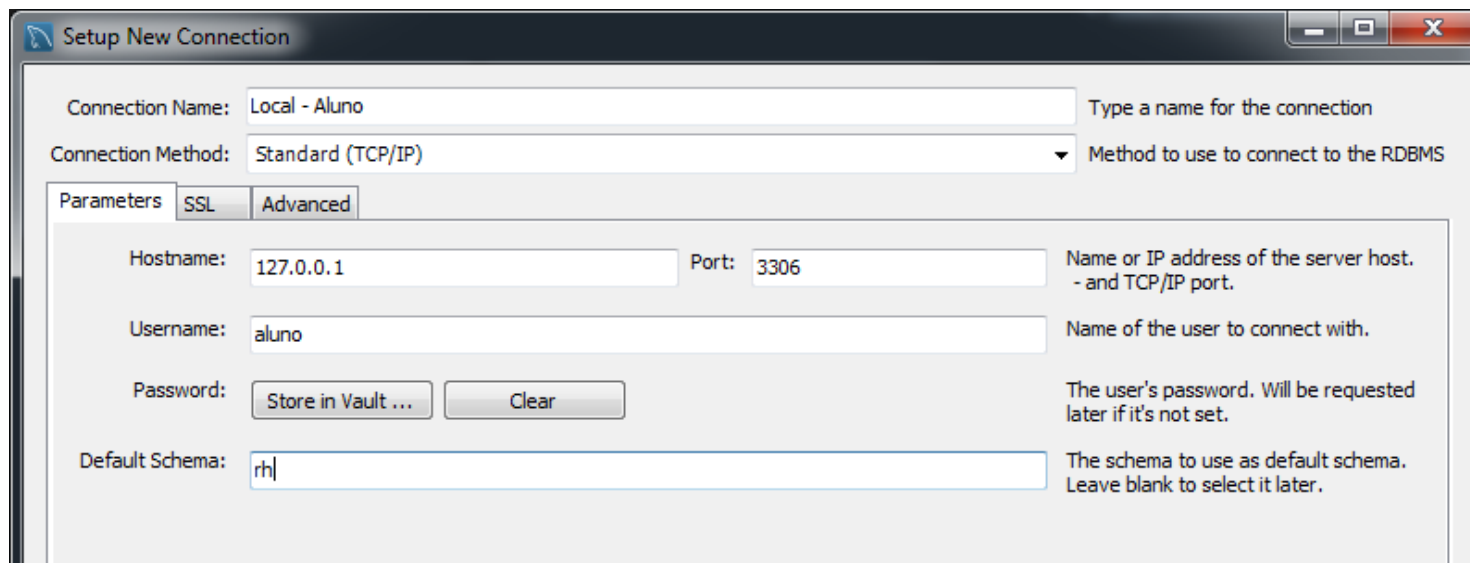 Setup New Connection
Connection Name: Local - Aluno Type a name for the connection
Connection Method: Standard (TCP/IP) Method to use to connect to the RDBMS
Parameters SSL Advanced
Hostname: 127.0.0.1 Port: 3306 Name or IP address of the server host.
- and TCP/IP port.
Username: aluno Name of the user to connect with.
Password: Store in Vault ... Clear The user's password. Will be requested
later if it's not set.
Default Schema: rh The schema to use as default schema.
Leave blank to select it later.